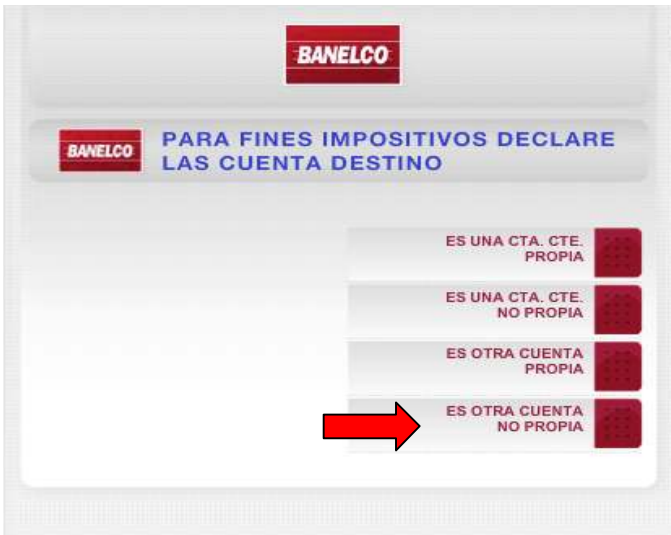 BANELCO
BANELCO
PARA FINES IMPOSITIVOS DECLARE
LAS CUENTA DESTINO
ES UNA CTA. CTE.
PROPIA
ES UNA CTA. CTE.
NO PROPIA
ES OTRA CUENTA
PROPIA
ES OTRA CUENTA
NO PROPIA